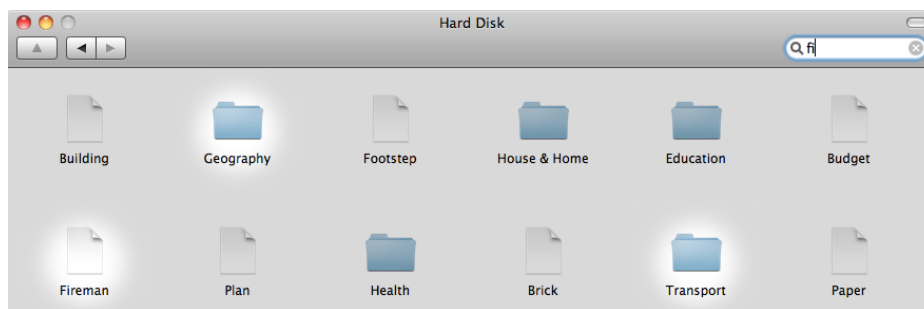 Hard Disk
fi
Building Geography Footstep House & Home Education Budget
Fireman Plan Health Brick Transport Paper